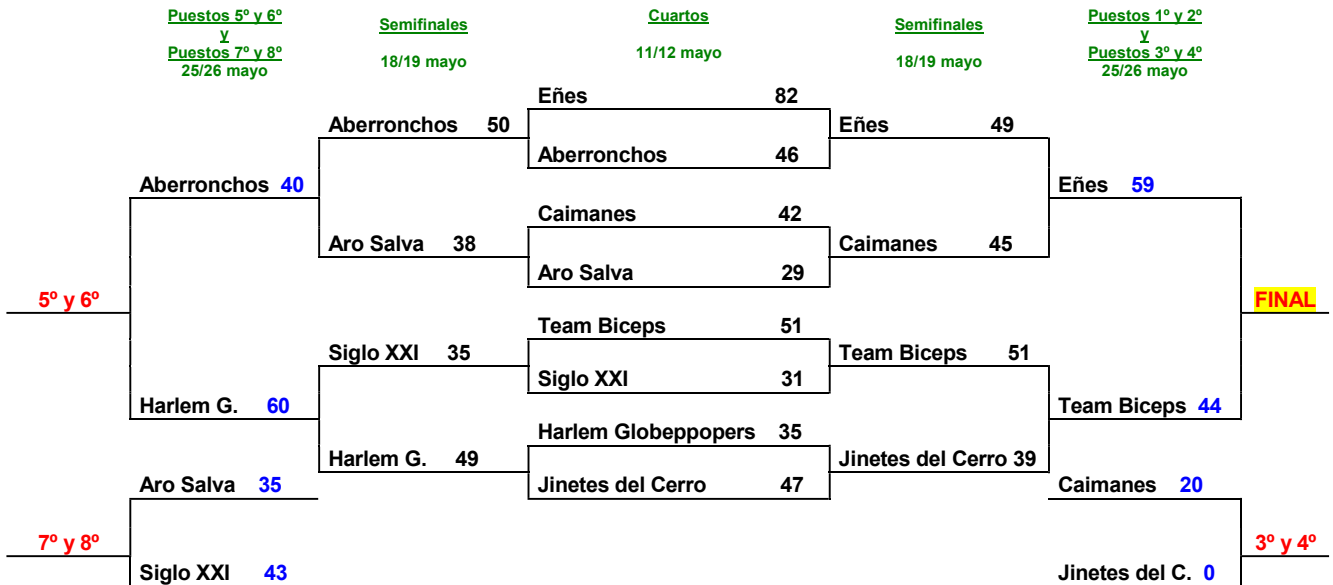 Puestos 5º y 6º
y
Puestos 7º y 8º
25/26 mayo
Semifinales
18/19 mayo
Cuartos
11/12 mayo
Semifinales
18/19 mayo
Puestos 1º y 2º
y
Puestos 3º y 4º
25/26 mayo
Eñes 82
Aberronchos 50
Eñes 49
Aberronchos 46
Aberronchos 40
Eñes 59
Caimanes 42
Aro Salva 38
Caimanes 45
Aro Salva 29
5º y 6º
FINAL
Team Biceps 51
Siglo XXI 35
Team Biceps 51
Siglo XXI 31
Harlem G. 60
Team Biceps 44
Harlem Globeppopers 35
Harlem G. 49
Jinetes del Cerro 39
Aro Salva 35
Jinetes del Cerro 47
Caimanes 20
7º y 8º
3º y 4º
Siglo XXI 43
Jinetes del C. 0